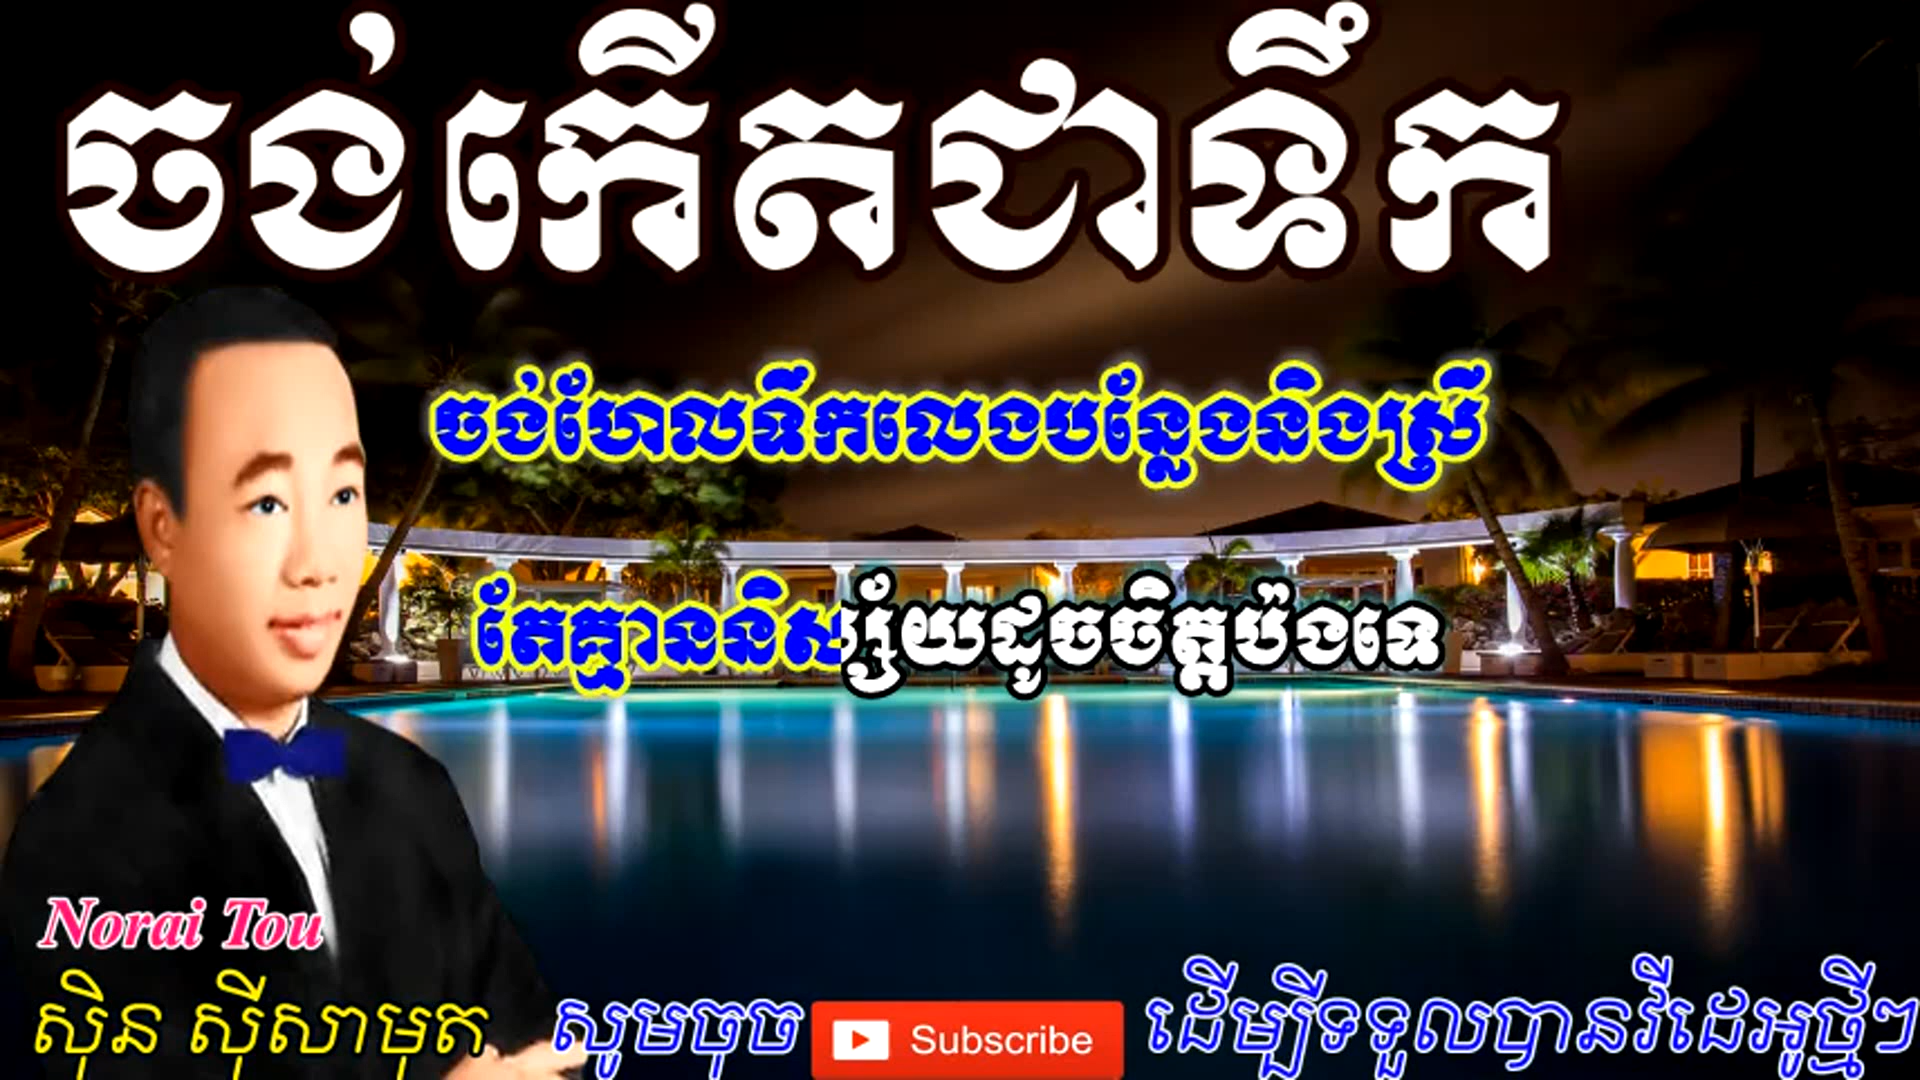 ចង់កើតជាទឹក
ចង់ហែលទឹកលេងបន្លែងនិងស្រី
តែគ្មាននិស្ស័យដូចចិត្តប៉ងទេ
Norai Tou
ស៊ិន ស៊ីសាមុត
សូមចុច Subscribe ដើម្បីទទួលបានវីដេអូថ្មីៗ